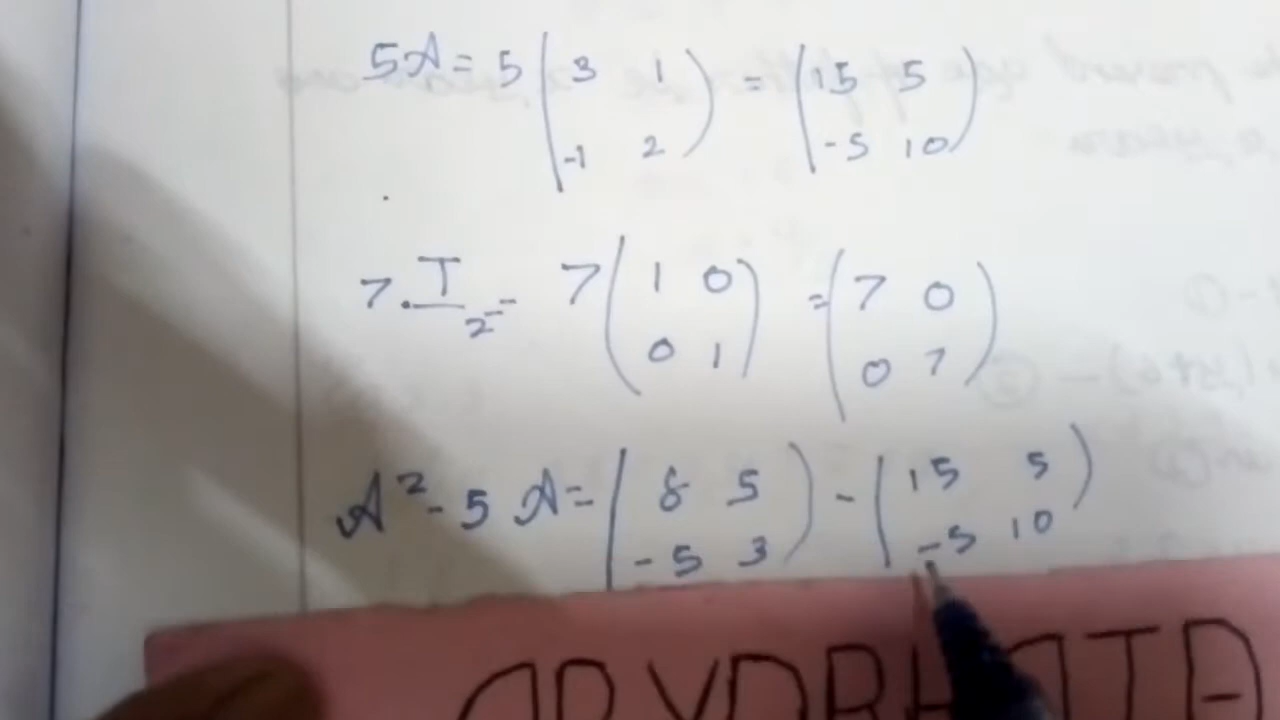 5A = 5 ( 3 1 ) = ( 15 5 )
( -1 2 ) ( -5 10 )
7. I₂ = 7 ( 1 0 ) = ( 7 0 )
( 0 1 ) ( 0 7 )
A² - 5 A = ( 8 5 ) - ( 15 5 )
( -5 3 ) ( -5 10 )